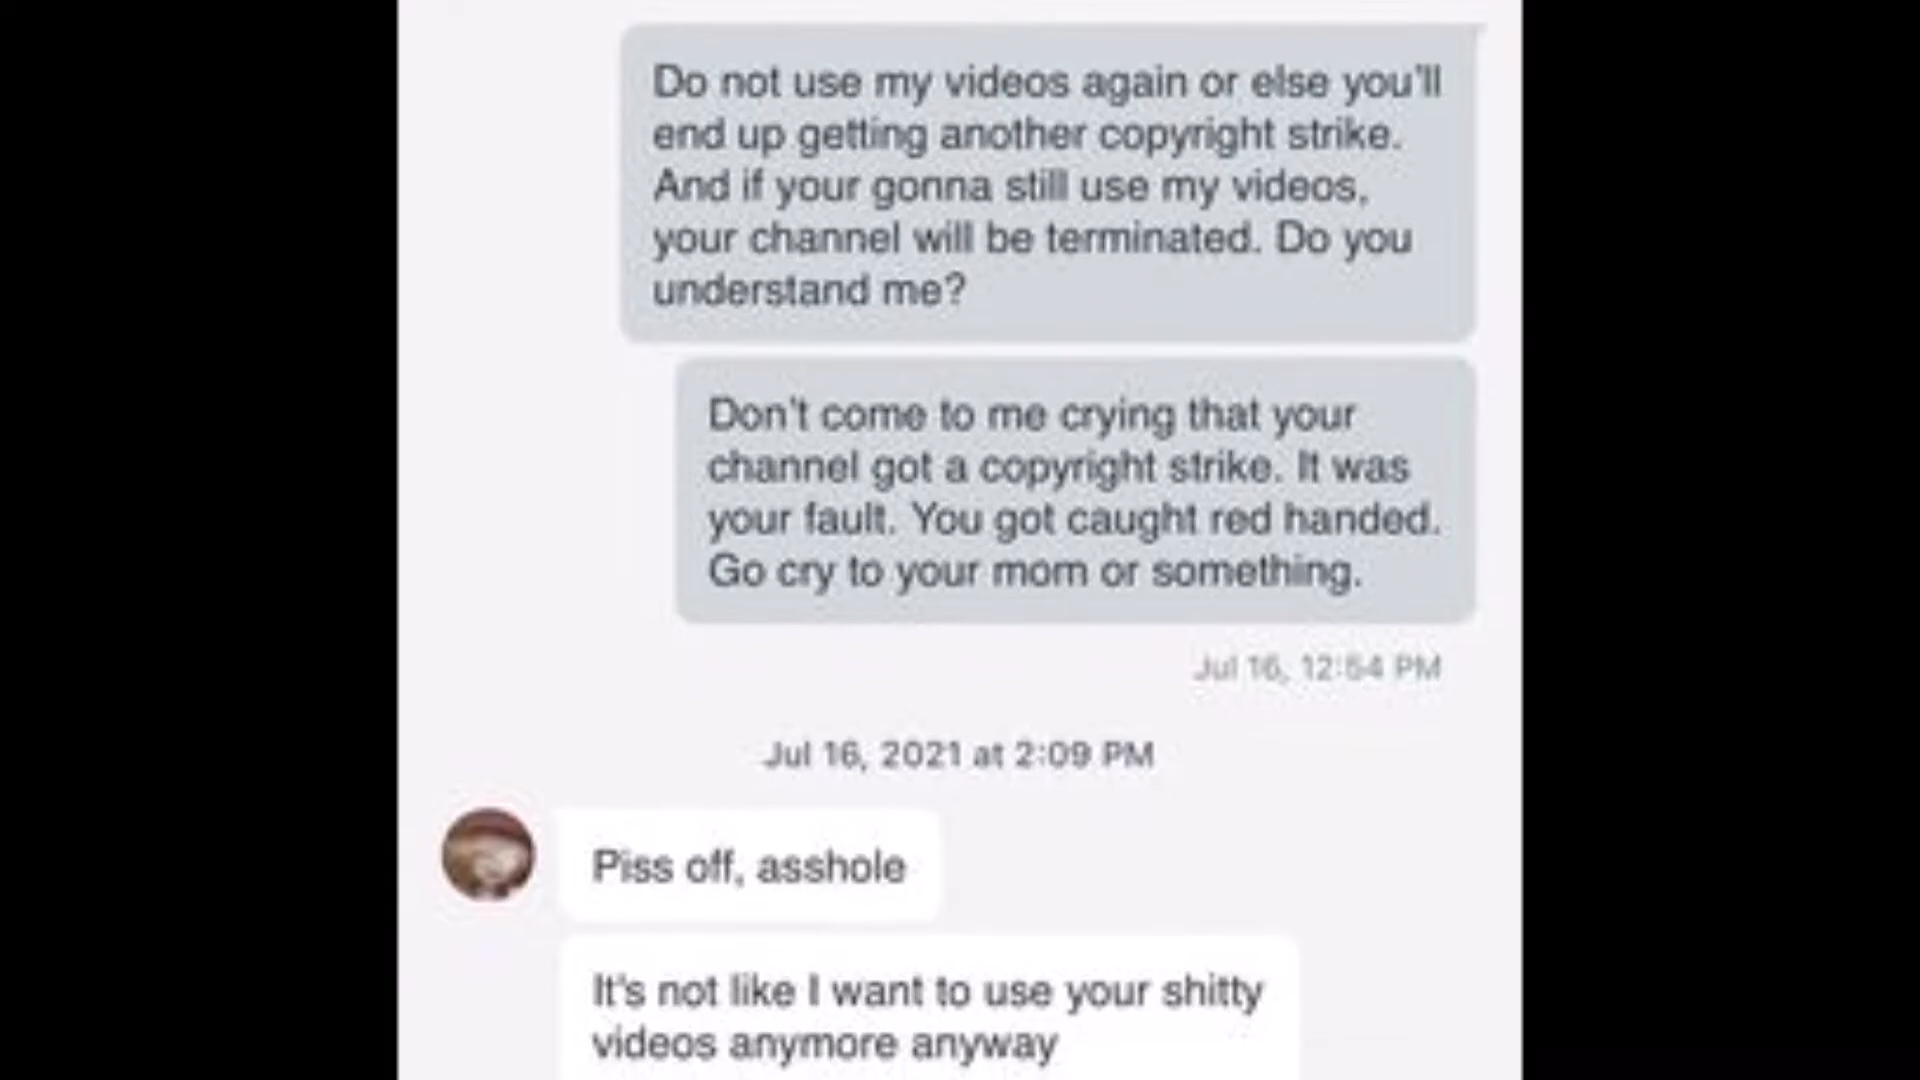 Do not use my videos again or else you'll
end up getting another copyright strike.
And if your gonna still use my videos,
your channel will be terminated. Do you
understand me?
Don't come to me crying that your
channel got a copyright strike. It was
your fault. You got caught red handed.
Go cry to your mom or something.
Jul 16, 12:54 PM
Jul 16, 2021 at 2:09 PM
Piss off, asshole
It's not like I want to use your shitty
videos anymore anyway